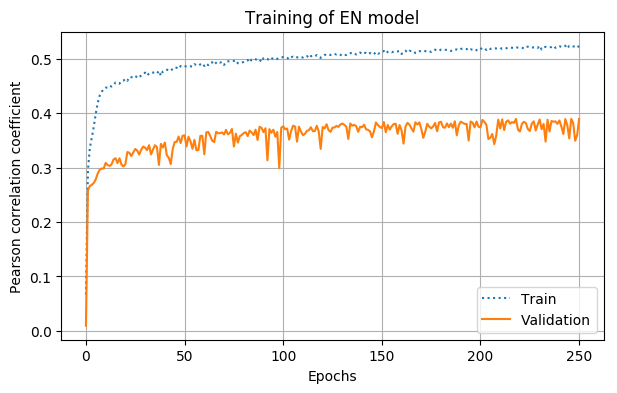 Training of EN model
Pearson correlation coefficient
0.5
0.4
0.3
0.2
0.1
0.0
0
50
100
150
200
250
Epochs
Train
Validation